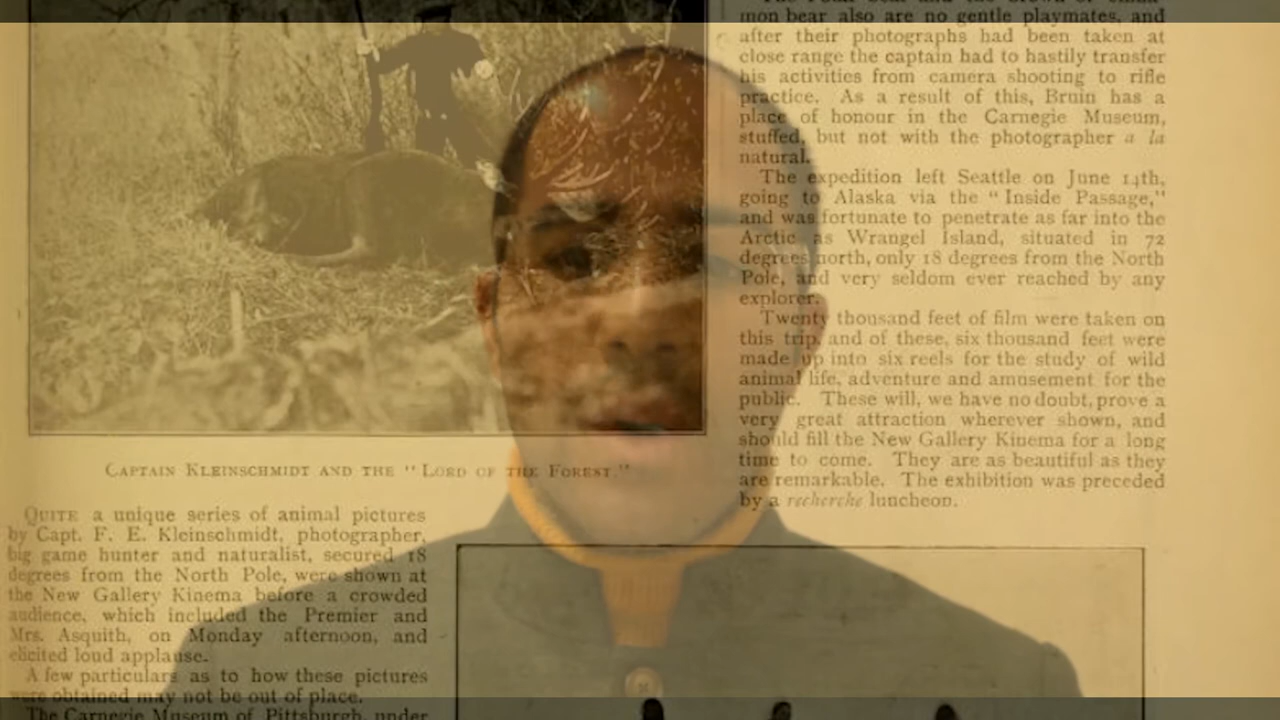 CAPTAIN KLEINSCHMIDT AND THE "LORD OF THE FOREST."
QUITE a unique series of animal pictures
by Capt. F. E. Kleinschmidt, photographer,
big game hunter and naturalist, secured 18
degrees from the North Pole, were shown at
the New Gallery Kinema before a crowded
audience, which included the Premier and
Mrs. Asquith, on Monday afternoon, and
elicited loud applause.
A few particulars as to how these pictures
were obtained may not be out of place.
The Carnegie Museum of Pittsburgh, under
mon bear also are no gentle playmates, and
after their photographs had been taken at
close range the captain had to hastily transfer
his activities from camera shooting to rifle
practice. As a result of this, Bruin has a
place of honour in the Carnegie Museum,
stuffed, but not with the photographer a la
natural.
The expedition left Seattle on June 14th,
going to Alaska via the "Inside Passage,"
and was fortunate to penetrate as far into the
Arctic as Wrangel Island, situated in 72
degrees north, only 18 degrees from the North
Pole, and very seldom ever reached by any
explorer.
Twenty thousand feet of film were taken on
this trip, and of these, six thousand feet were
made up into six reels for the study of wild
animal life, adventure and amusement for the
public. These will, we have no doubt, prove a
very great attraction wherever shown, and
should fill the New Gallery Kinema for a long
time to come. They are as beautiful as they
are remarkable. The exhibition was preceded
by a recherche luncheon.